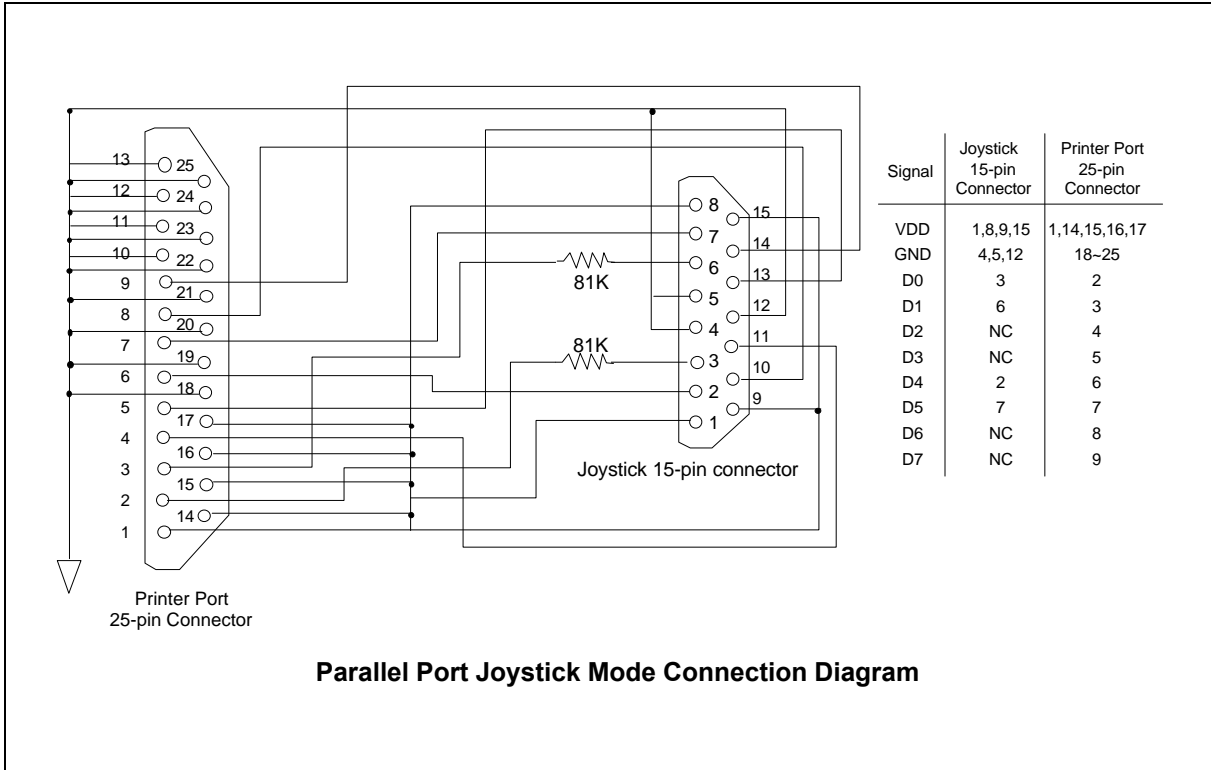 13
25
12
24
11
23
10
22
9
21
8
20
7
19
6
18
5
17
4
16
3
15
2
14
1
Printer Port
25-pin Connector
8
15
7
14
6
13
5
12
4
11
3
10
2
9
1
81K
81K
Joystick 15-pin connector
Signal Joystick 15-pin Connector Printer Port 25-pin Connector
VDD 1,8,9,15 1,14,15,16,17
GND 4,5,12 18~25
D0 3 2
D1 6 3
D2 NC 4
D3 NC 5
D4 2 6
D5 7 7
D6 NC 8
D7 NC 9
Parallel Port Joystick Mode Connection Diagram